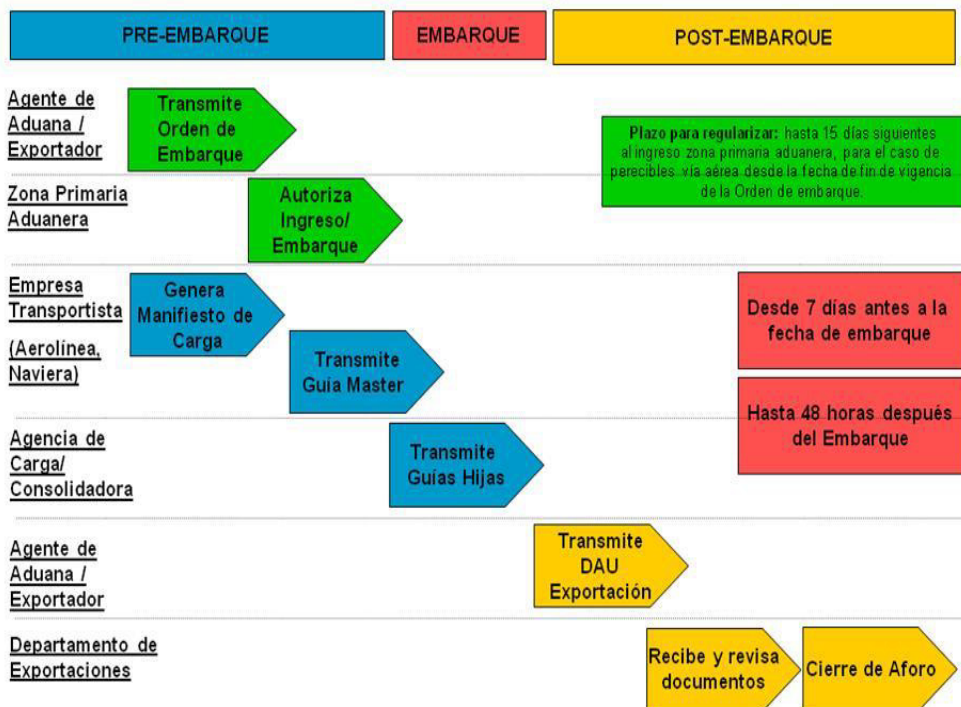 PRE-EMBARQUE
EMBARQUE
POST-EMBARQUE
Agente de
Aduana /
Exportador
Transmite
Orden de
Embarque
Plazo para regularizar: hasta 15 días siguientes
al ingreso zona primaria aduanera, para el caso de
perecibles vía aérea desde la fecha de fin de vigencia
de la Orden de embarque.
Zona Primaria
Aduanera
Autoriza
Ingreso/
Embarque
Empresa
Transportista
(Aerolínea,
Naviera)
Genera
Manifiesto de
Carga
Transmite
Guia Master
Desde 7 días antes a la
fecha de embarque
Hasta 48 horas después
del Embarque
Agencia de
Carga/
Consolidadora
Transmite
Guías Hijas
Agente de
Aduana /
Exportador
Transmite
DAU
Exportación
Departamento de
Exportaciones
Recibe y revisa
documentos
Cierre de Aforo